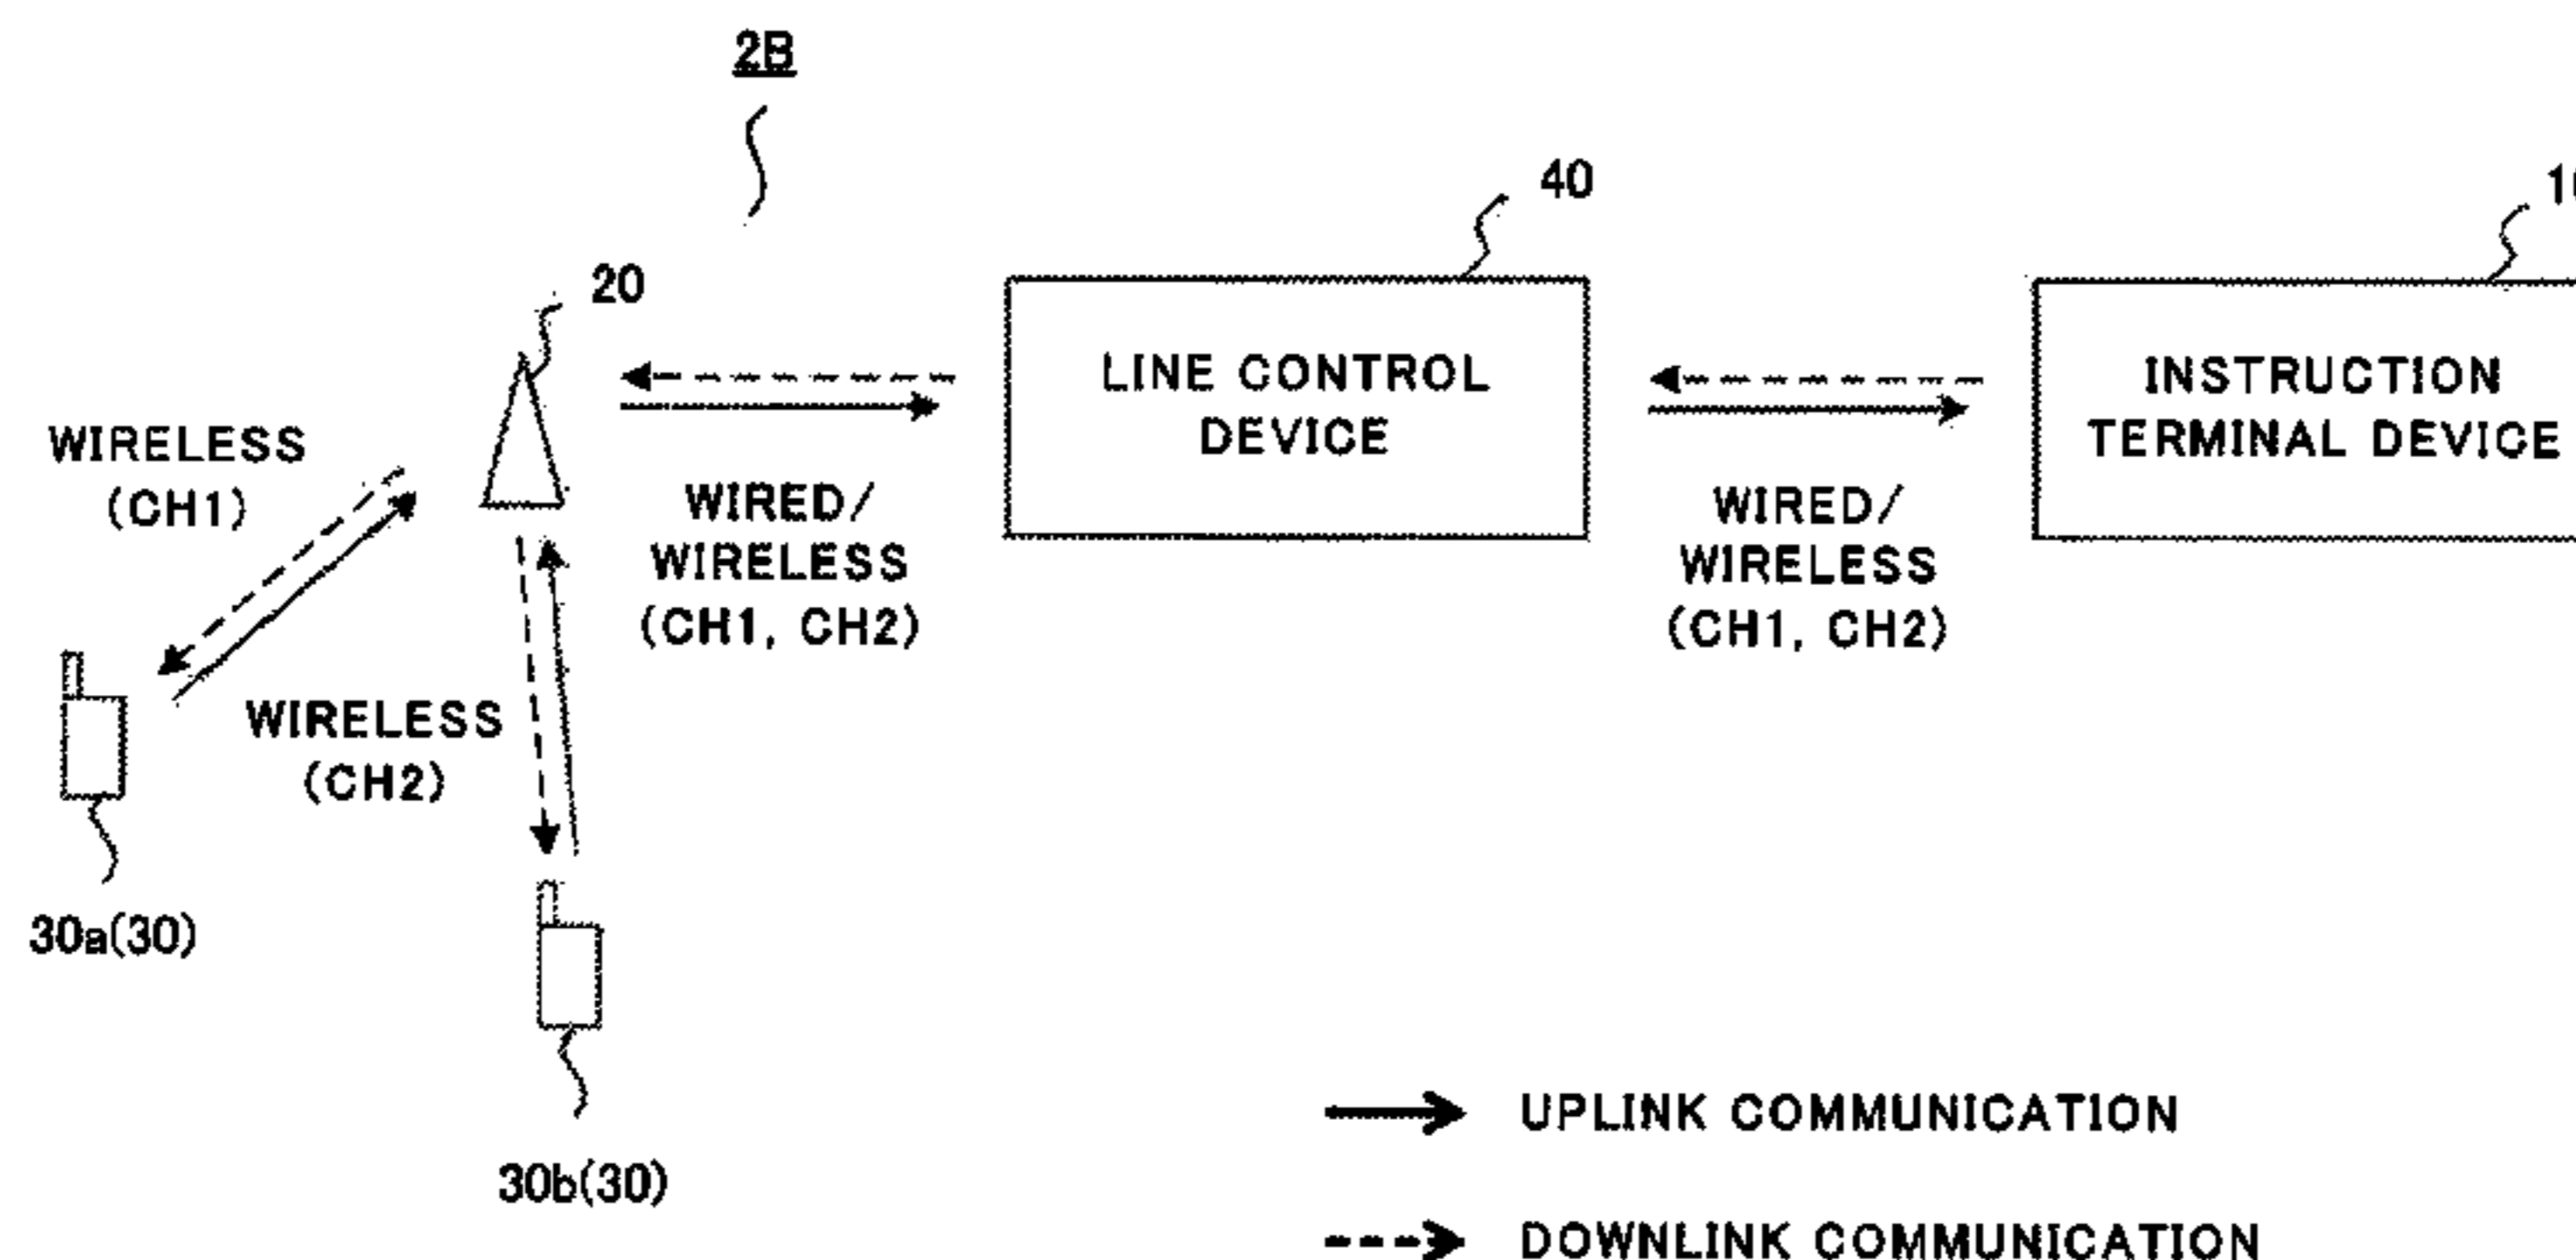 2B
40
20
LINE CONTROL
DEVICE
INSTRUCTION
TERMINAL DEVICE
WIRELESS
(CH1)
WIRED/
WIRELESS
(CH1, CH2)
WIRED/
WIRELESS
(CH1, CH2)
WIRELESS
(CH2)
30a(30)
30b(30)
UPLINK COMMUNICATION
DOWNLINK COMMUNICATION